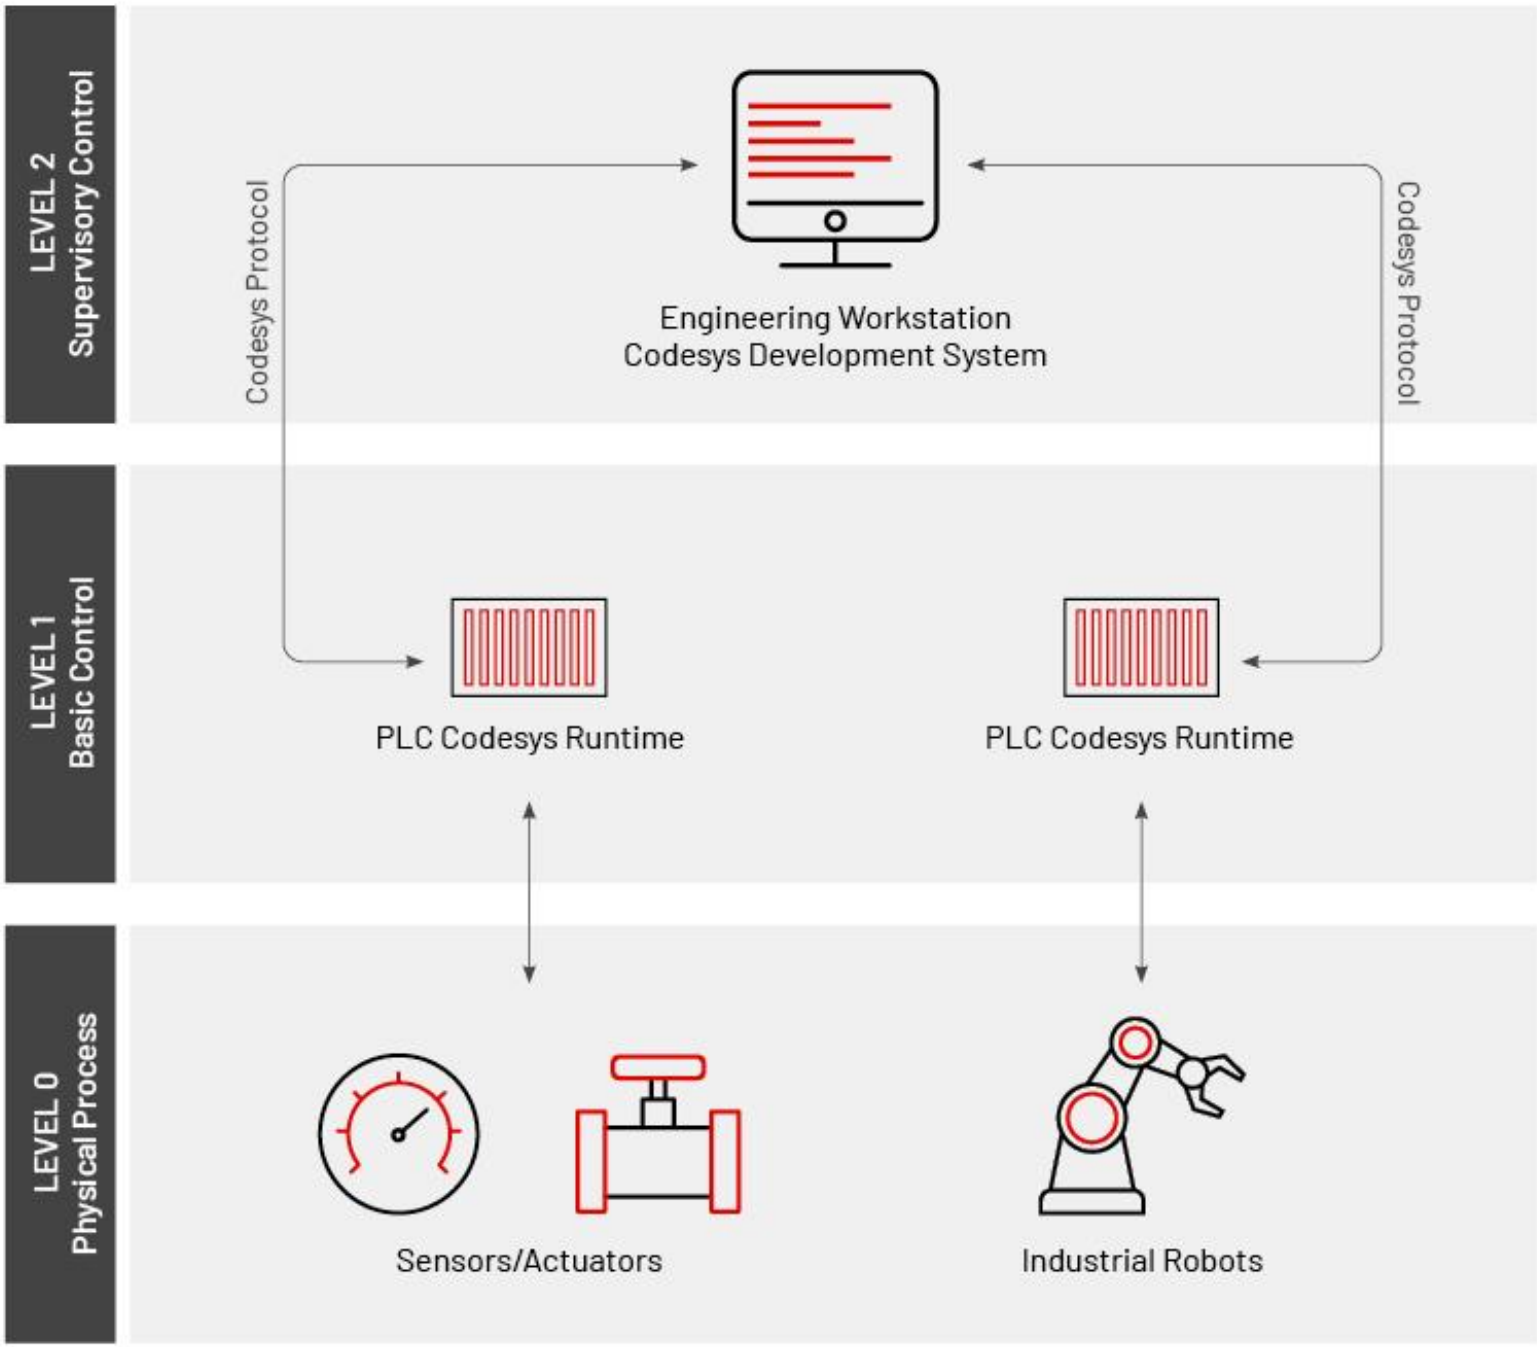 LEVEL 2
Supervisory Control
Codesys Protocol
Engineering Workstation
Codesys Development System
Codesys Protocol
LEVEL 1
Basic Control
PLC Codesys Runtime
PLC Codesys Runtime
LEVEL 0
Physical Process
Sensors/Actuators
Industrial Robots